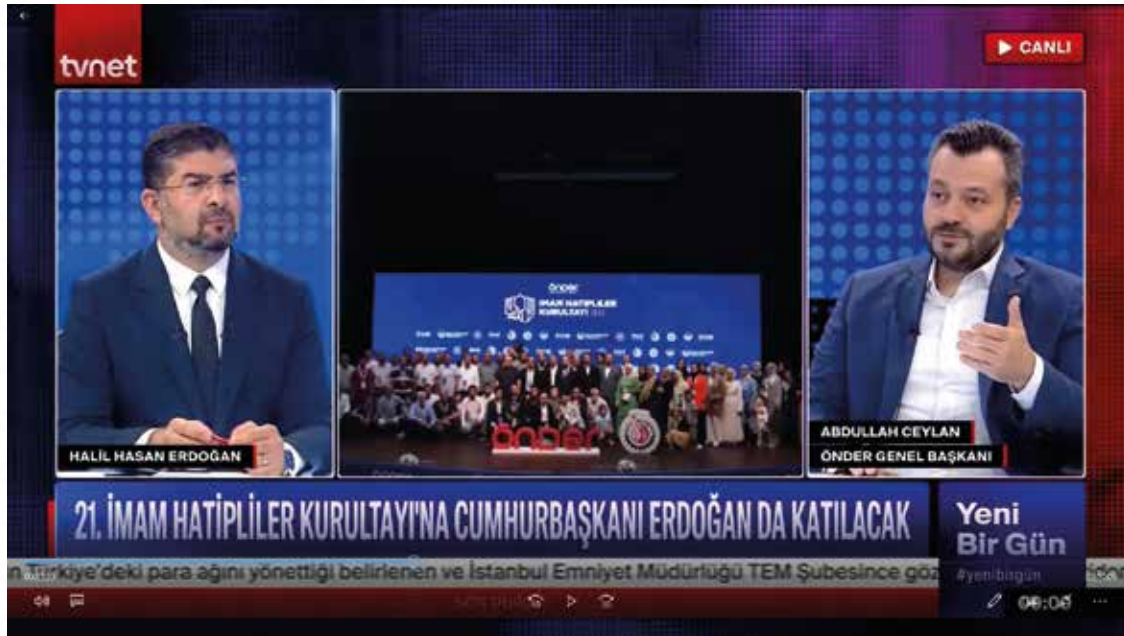 tvnet
CANLI
önder
İMAM HATİPLİLER
KURULTAYI
önder
HALİL HASAN ERDOĞAN
ABDULLAH CEYLAN
ÖNDER GENEL BAŞKANI
21. İMAM HATİPLİLER KURULTAYI'NA CUMHURBAŞKANI ERDOĞAN DA KATILACAK
Yeni
Bir Gün
#yenibirgün
n Türkiye'deki para ağını yönettiği belirlenen ve İstanbul Emniyet Müdürlüğü TEM Şubesince göz